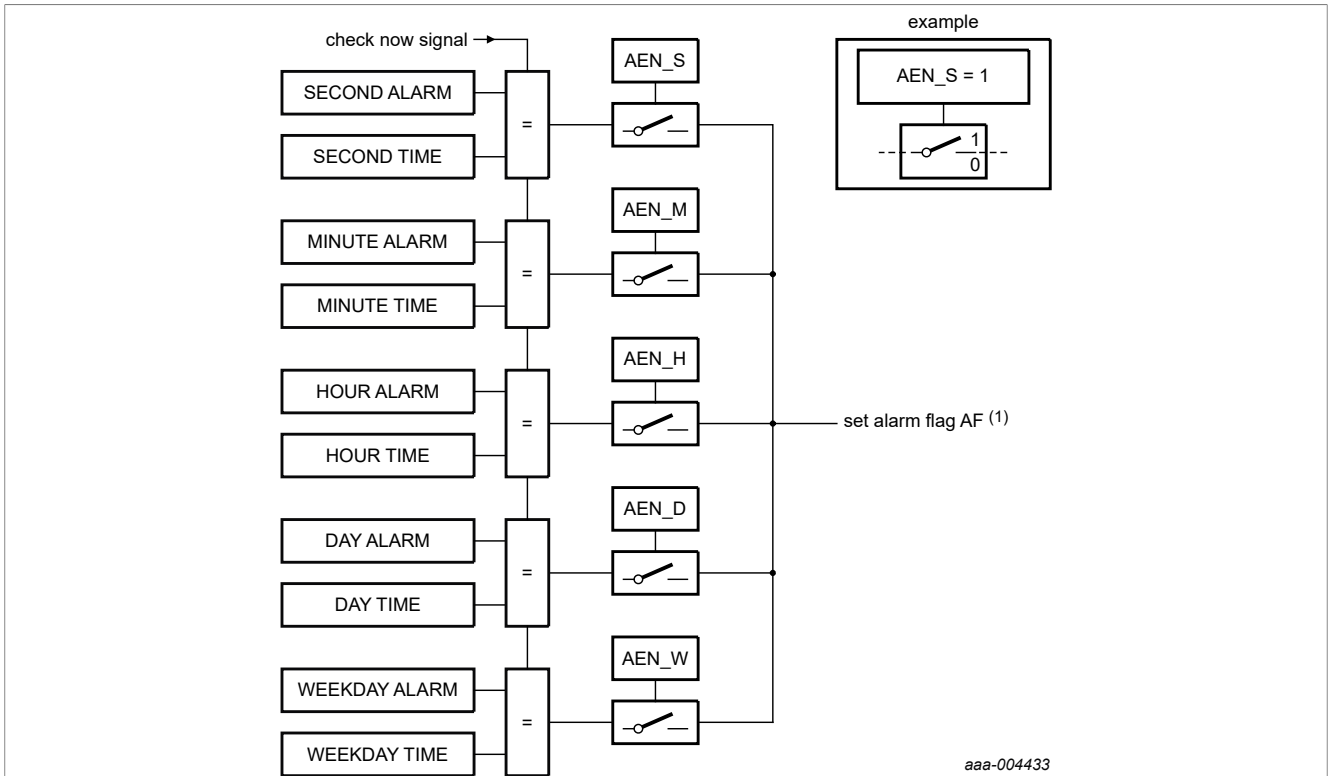 check now signal
SECOND ALARM
SECOND TIME
=
AEN_S
MINUTE ALARM
MINUTE TIME
=
AEN_M
HOUR ALARM
HOUR TIME
=
AEN_H
DAY ALARM
DAY TIME
=
AEN_D
WEEKDAY ALARM
WEEKDAY TIME
=
AEN_W
set alarm flag AF (1)
example
AEN_S = 1
1
0
aaa-004433